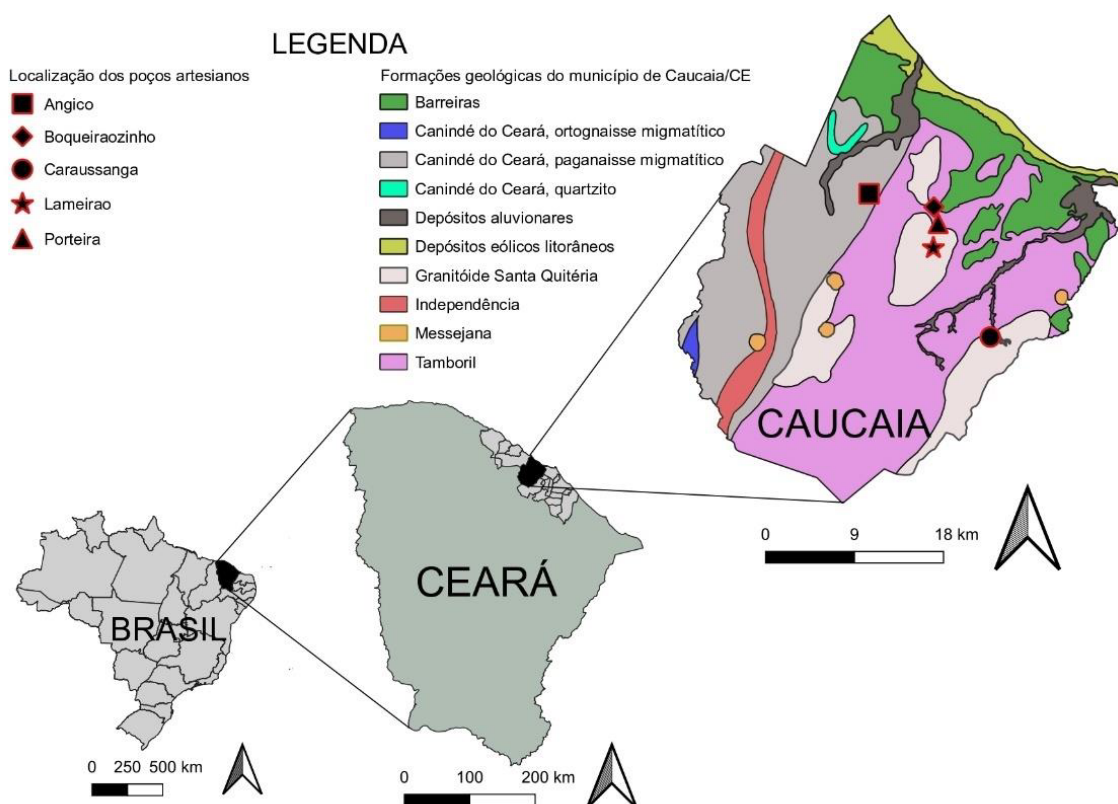 LEGENDA
Localização dos poços artesianos
Angico
Boqueiraozinho
Caraussanga
Lameirao
Porteira
Formações geológicas do município de Caucaia/CE
Barreiras
Canindé do Ceará, ortognaisse migmatítico
Canindé do Ceará, paganaisse migmatítico
Canindé do Ceará, quartzito
Depósitos aluvionares
Depósitos eólicos litorâneos
Granitóide Santa Quitéria
Independência
Messejana
Tamboril
CAUCAIA
0 9 18 km
CEARÁ
0 100 200 km
BRASIL
0 250 500 km